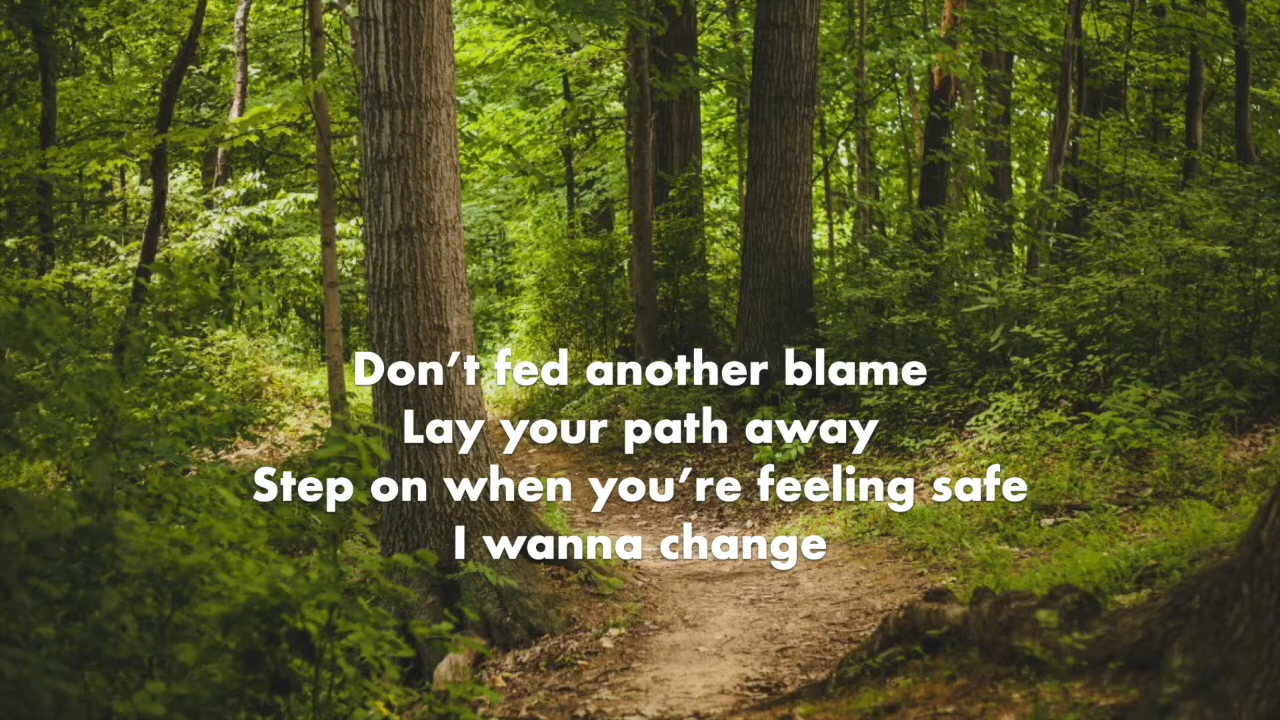 Don’t fed another blame
Lay your path away
Step on when you’re feeling safe
I wanna change